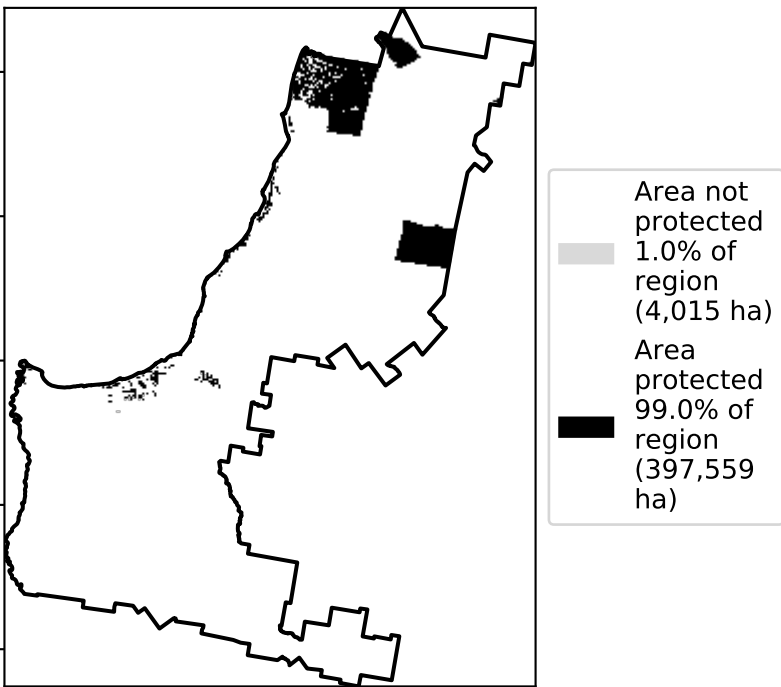 Area not
protected
1.0% of
region
(4,015 ha)
Area
protected
99.0% of
region
(397,559
ha)